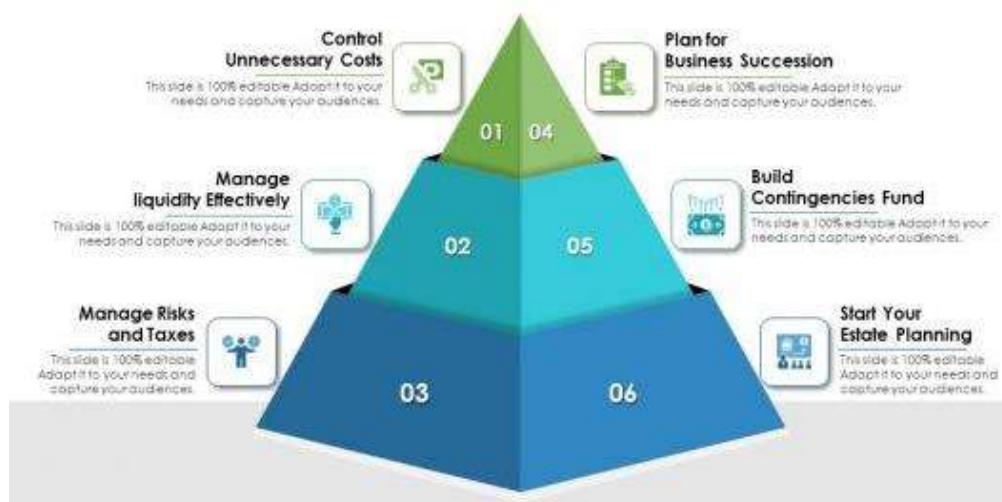 Control
Unnecessary Costs
This slide is 100% editable Adapt it to your
needs and capture your audiences.
01
04
Plan for
Business Succession
This slide is 100% editable Adapt it to your
needs and capture your audiences.
Manage
liquidity Effectively
This slide is 100% editable Adapt it to your
needs and capture your audiences.
02
05
Build
Contingencies Fund
This slide is 100% editable Adapt it to your
needs and capture your audiences.
Manage Risks
and Taxes
This slide is 100% editable
Adapt it to your needs and
capture your audiences.
03
06
Start Your
Estate Planning
This slide is 100% editable
Adapt it to your needs and
capture your audiences.